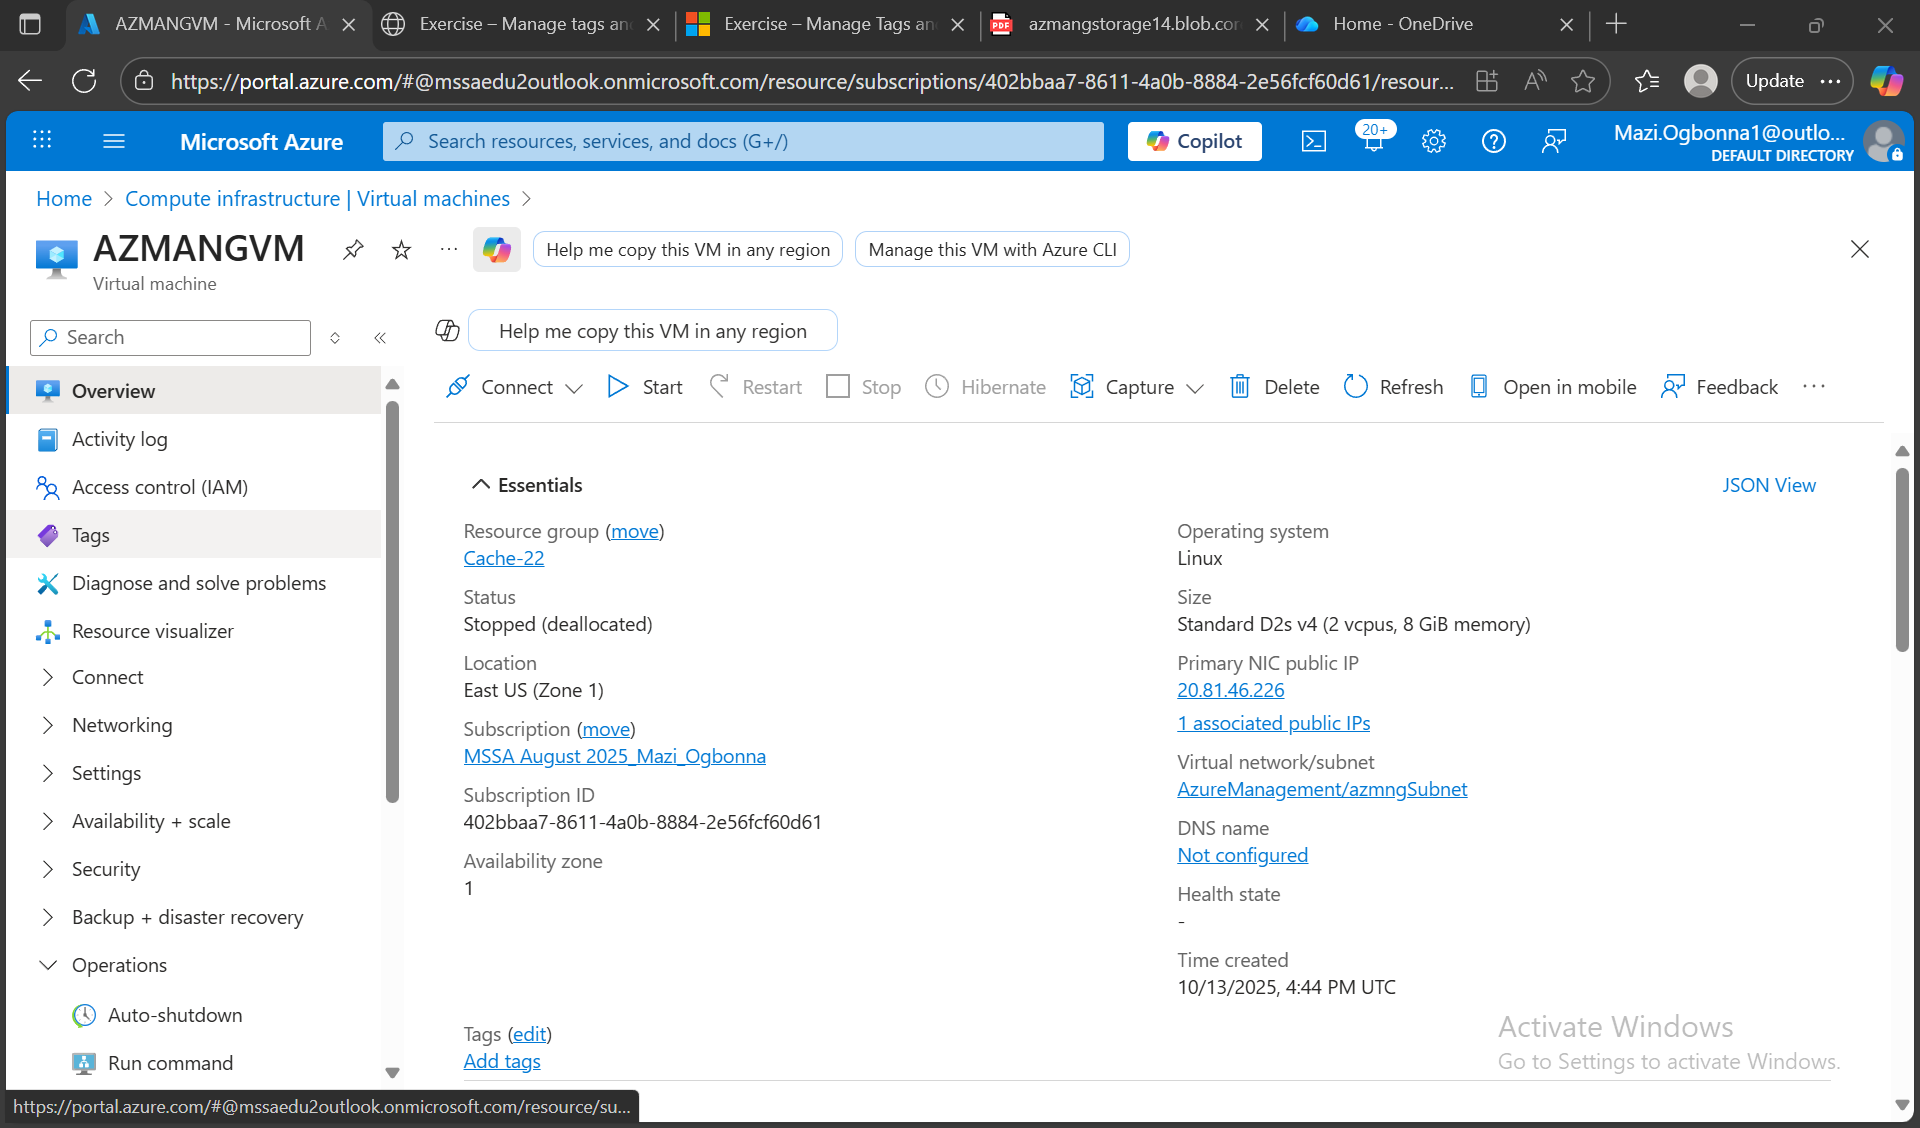 AZMANGVM - Microsoft A
Exercise – Manage tags an
Exercise – Manage Tags an
azmangstorage14.blob.co
Home - OneDrive
https://portal.azure.com/#@mssaedu2outlook.onmicrosoft.com/resource/subscriptions/402bbaa7-8611-4a0b-8884-2e56fcf60d61/resour...
Update
Microsoft Azure
Search resources, services, and docs (G+/)
Copilot
20+
Mazi.Ogbonna1@outlo...
DEFAULT DIRECTORY
Home > Compute infrastructure | Virtual machines >
AZMANGVM
Virtual machine
Help me copy this VM in any region
Manage this VM with Azure CLI
Search
Help me copy this VM in any region
Connect
Start
Restart
Stop
Hibernate
Capture
Delete
Refresh
Open in mobile
Feedback
Overview
Activity log
Access control (IAM)
Tags
Diagnose and solve problems
Resource visualizer
Connect
Networking
Settings
Availability + scale
Security
Backup + disaster recovery
Operations
Auto-shutdown
Run command
Essentials
JSON View
Resource group (move)
Cache-22
Status
Stopped (deallocated)
Location
East US (Zone 1)
Subscription (move)
MSSA August 2025_Mazi_Ogbonna
Subscription ID
402bbaa7-8611-4a0b-8884-2e56fcf60d61
Availability zone
1
Operating system
Linux
Size
Standard D2s v4 (2 vcpus, 8 GiB memory)
Primary NIC public IP
20.81.46.226
1 associated public IPs
Virtual network/subnet
AzureManagement/azmngSubnet
DNS name
Not configured
Health state
-
Time created
10/13/2025, 4:44 PM UTC
Tags (edit)
Add tags
Activate Windows
Go to Settings to activate Windows.
https://portal.azure.com/#@mssaedu2outlook.onmicrosoft.com/resource/su...